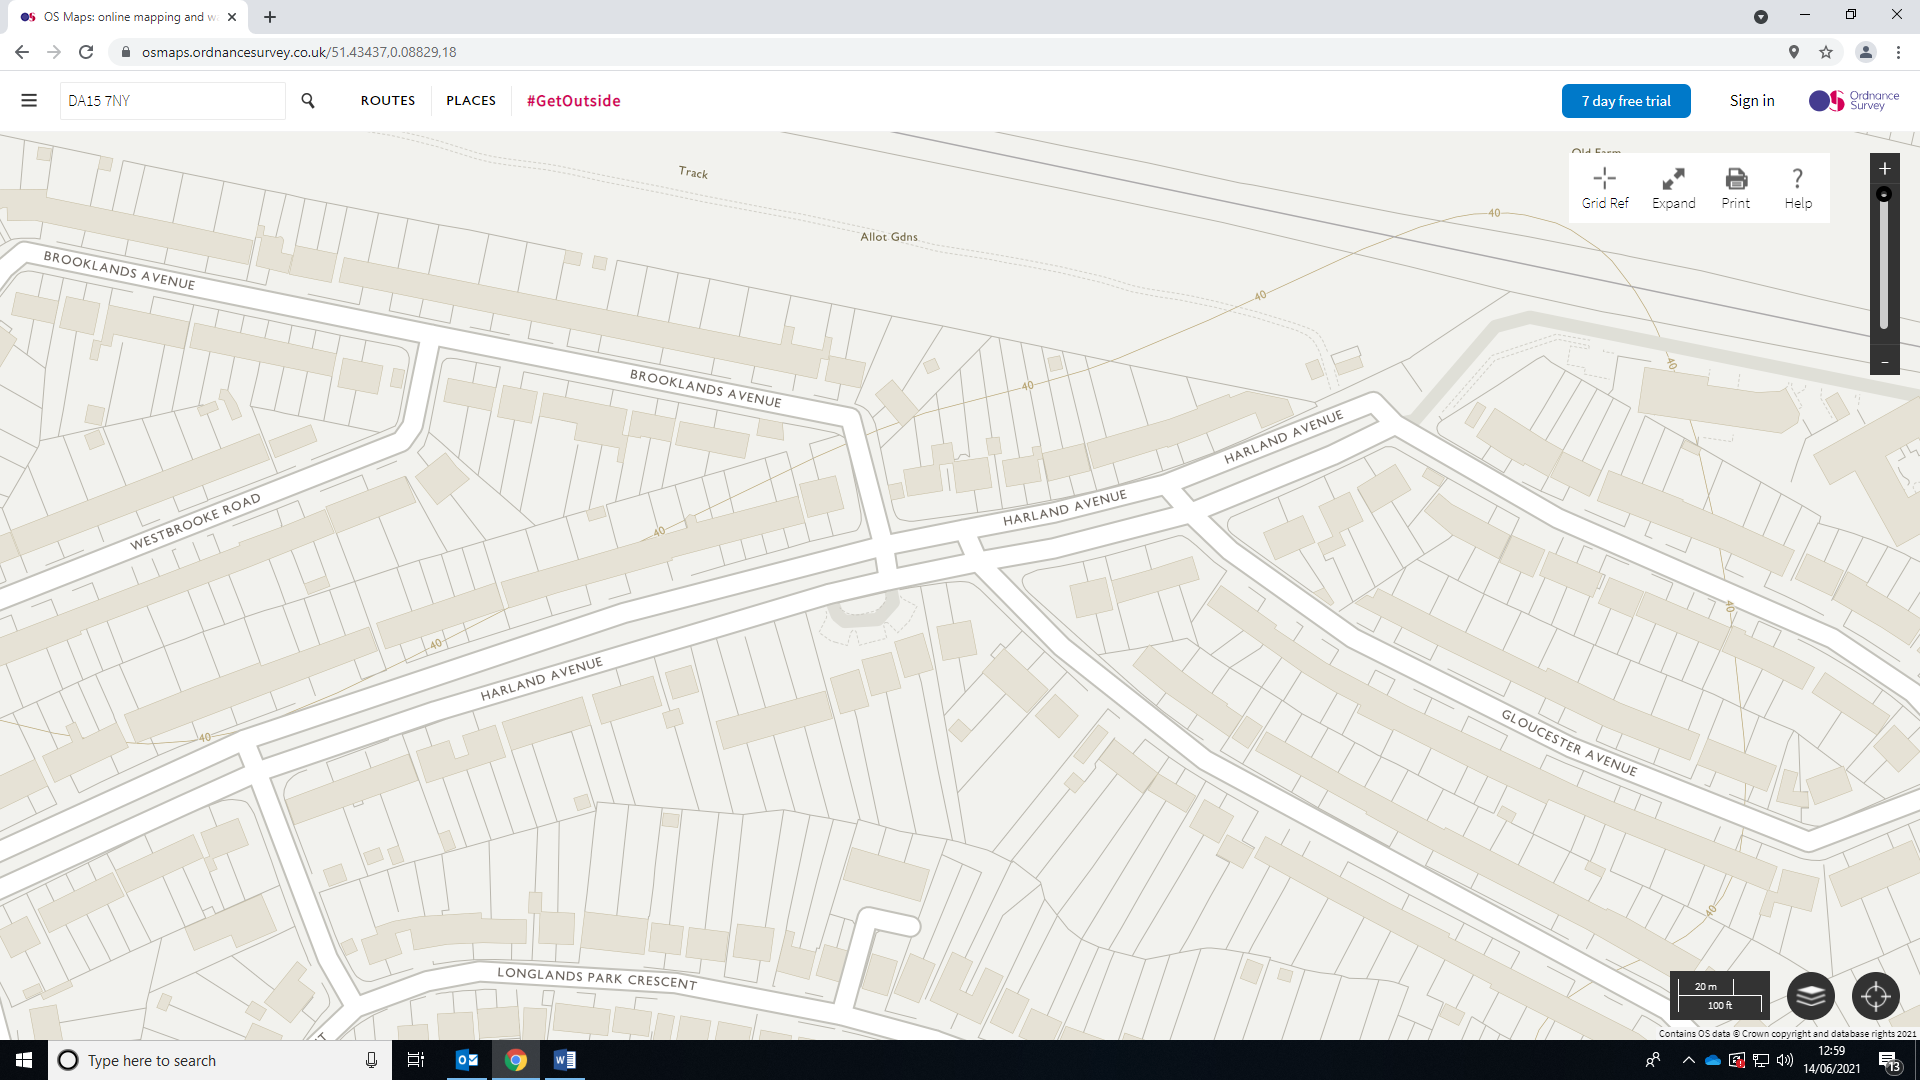 OS Maps: online mapping and w
osmaps.ordnancesurvey.co.uk/51.43437,0.08829,18
DA15 7NY
ROUTES
PLACES
#GetOutside
7 day free trial
Sign in
OS
Ordnance
Survey
Old Farm
Track
Grid Ref
Expand
Print
?
Help
+
-
40
Allot Gdns
BROOKLANDS AVENUE
40
40
40
BROOKLANDS AVENUE
HARLAND AVENUE
WESTBROOKE ROAD
HARLAND AVENUE
40
40
40
HARLAND AVENUE
40
GLOUCESTER AVENUE
40
LONGLANDS PARK CRESCENT
20 m
100 ft
Contains OS data © Crown copyright and database rights 2021
Type here to search
12:59
14/06/2021
13